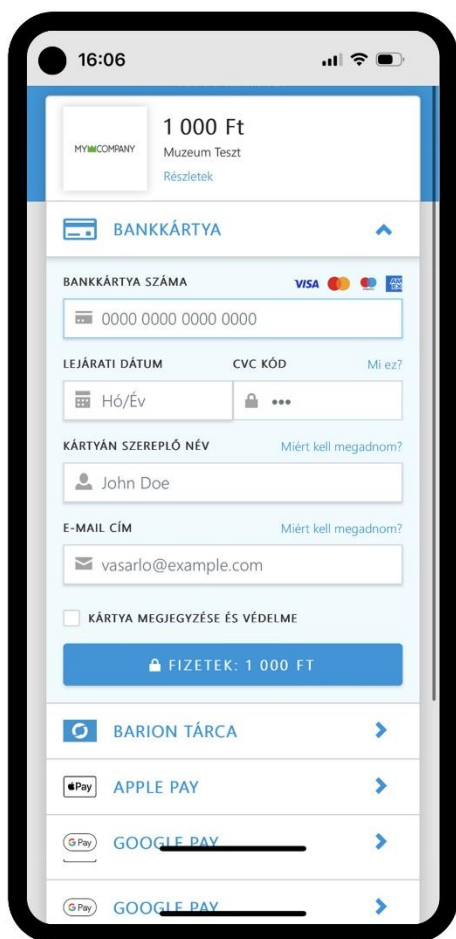 16:06
MY COMPANY
1 000 Ft
Muzeum Teszt
Részletek
BANKKÁRTYA
BANKKÁRTYA SZÁMA VISA AM EX
0000 0000 0000 0000
LEJÁRATI DÁTUM CVC KÓD Mi ez?
Hó/Év •••
KÁRTYÁN SZEREPLŐ NÉV Miért kell megadnom?
John Doe
E-MAIL CÍM Miért kell megadnom?
vasarlo@example.com
KÁRTYA MEGJEGYZÉSE ÉS VÉDELME
FIZETEK: 1 000 FT
BARION TÁRCA
Pay APPLE PAY
G Pay GOOGLE PAY
G Pay GOOGLE PAY